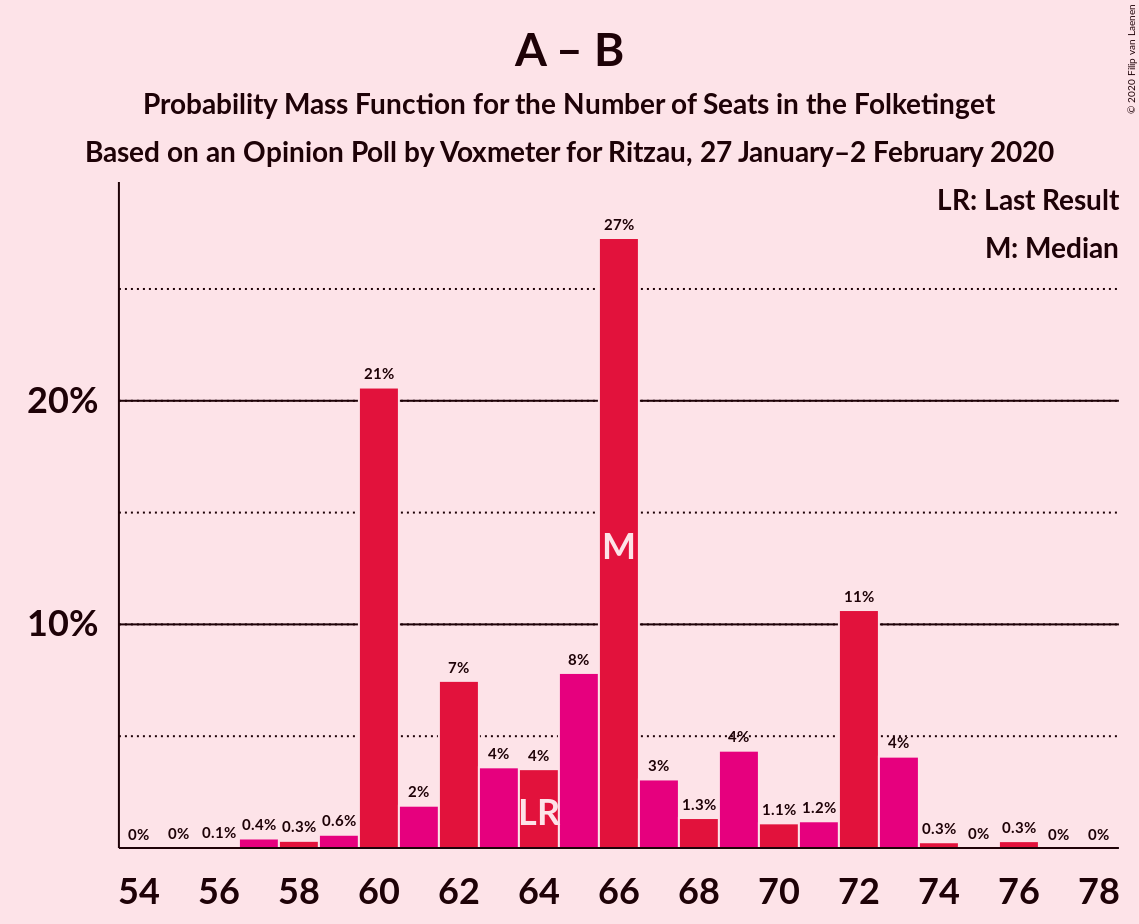 A – B
Probability Mass Function for the Number of Seats in the Folketinget
Based on an Opinion Poll by Voxmeter for Ritzau, 27 January–2 February 2020
© 2020 Filip van Laenen
LR: Last Result
M: Median
20%
10%
0% 0% 0.1% 0.4% 0.3% 0.6% 21% 2% 7% 4% 4% 8% 27% 3% 1.3% 4% 1.1% 1.2% 11% 4% 0.3% 0% 0.3% 0% 0%
M
LR
54 56 58 60 62 64 66 68 70 72 74 76 78